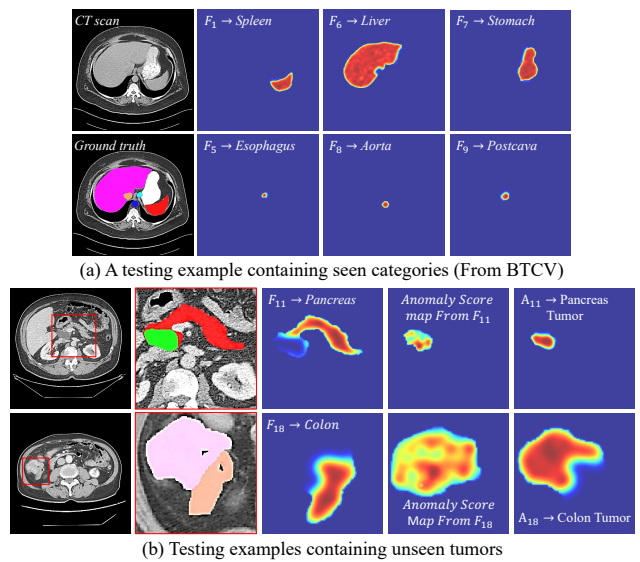 CT scan
F₁ → Spleen
F₆ → Liver
F₇ → Stomach
Ground truth
F₅ → Esophagus
F₈ → Aorta
F₉ → Postcava
(a) A testing example containing seen categories (From BTCV)
F₁₁ → Pancreas
Anomaly Score
map From F₁₁
A₁₁ → Pancreas
Tumor
F₁₈ → Colon
Anomaly Score
Map From F₁₈
A₁₈ → Colon Tumor
(b) Testing examples containing unseen tumors